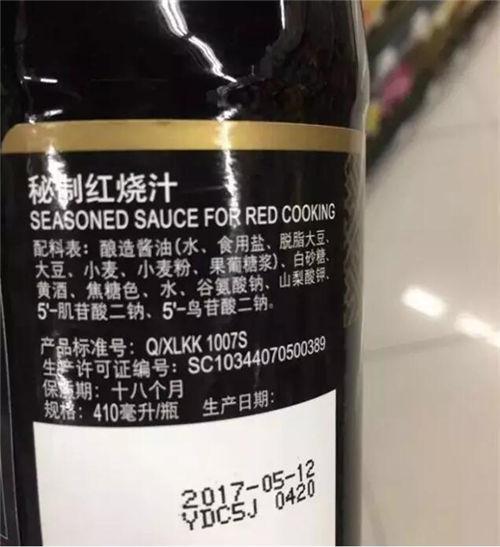 秘制红烧汁
SEASONED SAUCE FOR RED COOKING
配料表：酿造酱油(水、食用盐、脱脂大豆、
大豆、小麦、小麦粉、果葡糖浆)、白砂糖、
黄酒、焦糖色、水、谷氨酸钠、山梨酸钾、
5'-肌苷酸二钠、5'-鸟苷酸二钠。
产品标准号：Q/XLKK 1007S
生产许可证编号：SC10344070500389
保质期：十八个月
规格：410毫升/瓶 生产日期：
2017-05-12
YDC5J 0420